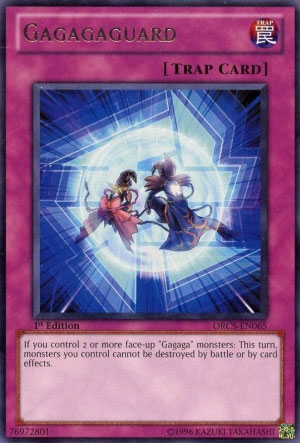 GAGAGAGUARD
TRAP
罠
[TRAP CARD]
1st Edition
ORCS-EN065
If you control 2 or more face-up "Gagaga" monsters: This turn,
monsters you control cannot be destroyed by battle or by card
effects.
76972801
©1996 KAZUKI TAKAHASHI